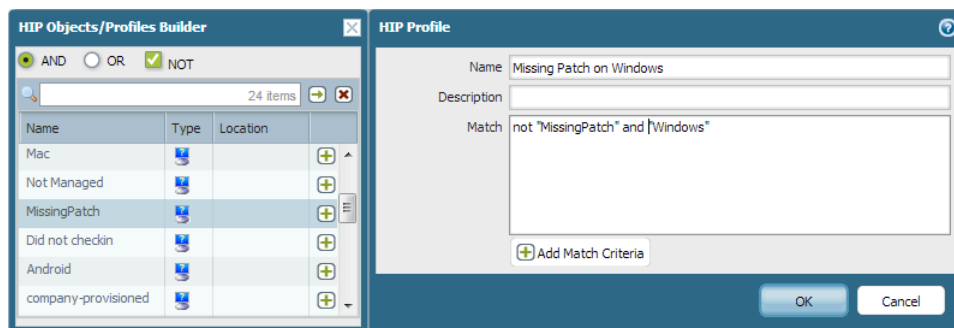 HIP Objects/Profiles Builder
AND OR NOT
24 items
Name Type Location
Mac
Not Managed
MissingPatch
Did not checkin
Android
company-provisioned
HIP Profile
Name Missing Patch on Windows
Description
Match not "MissingPatch" and "Windows"
Add Match Criteria
OK Cancel